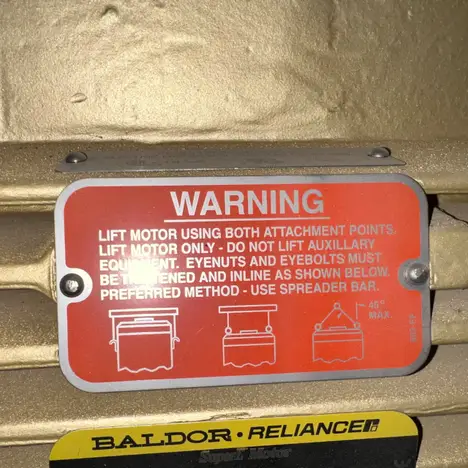 WARNING
LIFT MOTOR USING BOTH ATTACHMENT POINTS.
LIFT MOTOR ONLY - DO NOT LIFT AUXILLARY
EQUIPMENT. EYENUTS AND EYEBOLTS MUST
BE TIGHTENED AND INLINE AS SHOWN BELOW.
PREFERRED METHOD - USE SPREADER BAR.
45°
MAX.
BALDOR · RELIANCE
Super-E Motor